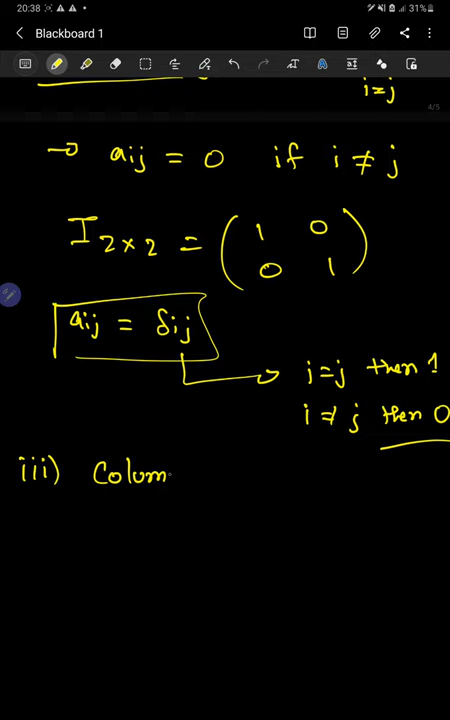 20:38 31%
Blackboard 1
i=j
4/5
→ aij = 0 if i ≠ j
I 2×2 = ( 1 0
0 1 )
aij = δij
i=j then 1
i ≠ j then 0
iii) Colum